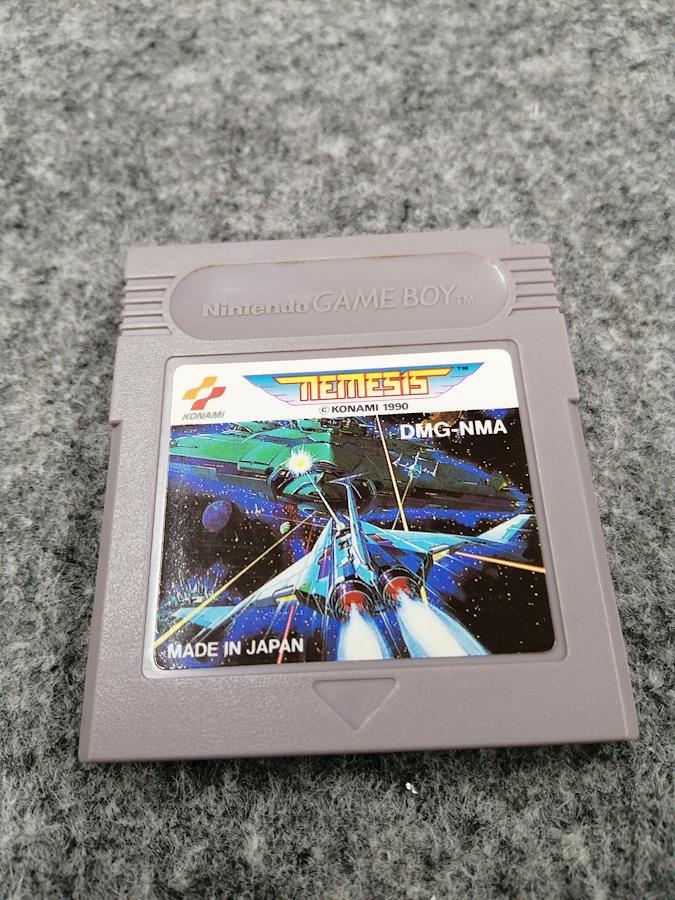 Nintendo GAME BOY TM
NEMESIS TM
KONAMI
© KONAMI 1990
DMG-NMA
MADE IN JAPAN